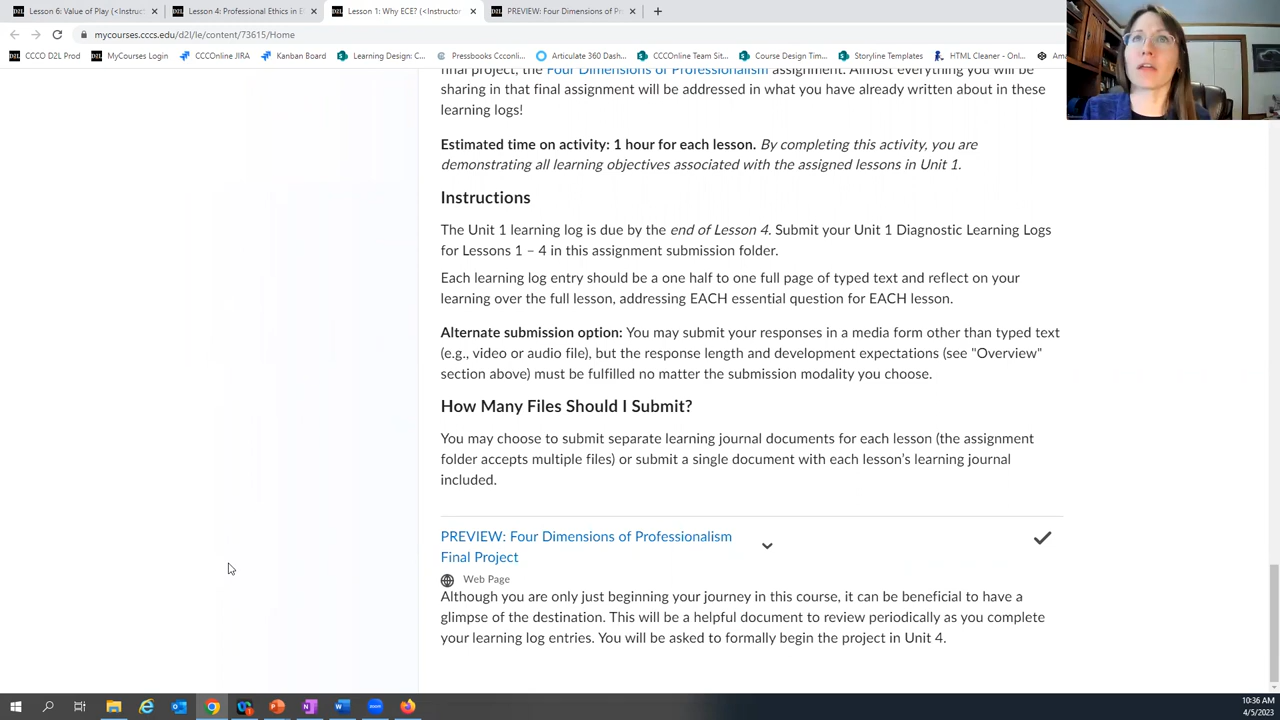 Lesson 6: Value of Play (<Instruct
Lesson 4: Professional Ethics in E
Lesson 1: Why ECE? (<Instructor
PREVIEW: Four Dimensions of Pr
mycourses.cccs.edu/d2l/le/content/73615/Home
CCCO D2L Prod
MyCourses Login
CCCOnline JIRA
Kanban Board
Learning Design: C...
Pressbooks Ccconli...
Articulate 360 Dash...
CCCOnline Team Sit...
Course Design Tim...
Storyline Templates
HTML Cleaner - Onl...
Am
final project, the Four Dimensions of Professionalism assignment. Almost everything you will be
sharing in that final assignment will be addressed in what you have already written about in these
learning logs!
Estimated time on activity: 1 hour for each lesson. By completing this activity, you are
demonstrating all learning objectives associated with the assigned lessons in Unit 1.
Instructions
The Unit 1 learning log is due by the end of Lesson 4. Submit your Unit 1 Diagnostic Learning Logs
for Lessons 1 – 4 in this assignment submission folder.
Each learning log entry should be a one half to one full page of typed text and reflect on your
learning over the full lesson, addressing EACH essential question for EACH lesson.
Alternate submission option: You may submit your responses in a media form other than typed text
(e.g., video or audio file), but the response length and development expectations (see "Overview"
section above) must be fulfilled no matter the submission modality you choose.
How Many Files Should I Submit?
You may choose to submit separate learning journal documents for each lesson (the assignment
folder accepts multiple files) or submit a single document with each lesson's learning journal
included.
PREVIEW: Four Dimensions of Professionalism
Final Project
Web Page
Although you are only just beginning your journey in this course, it can be beneficial to have a
glimpse of the destination. This will be a helpful document to review periodically as you complete
your learning log entries. You will be asked to formally begin the project in Unit 4.
10:36 AM
4/5/2023